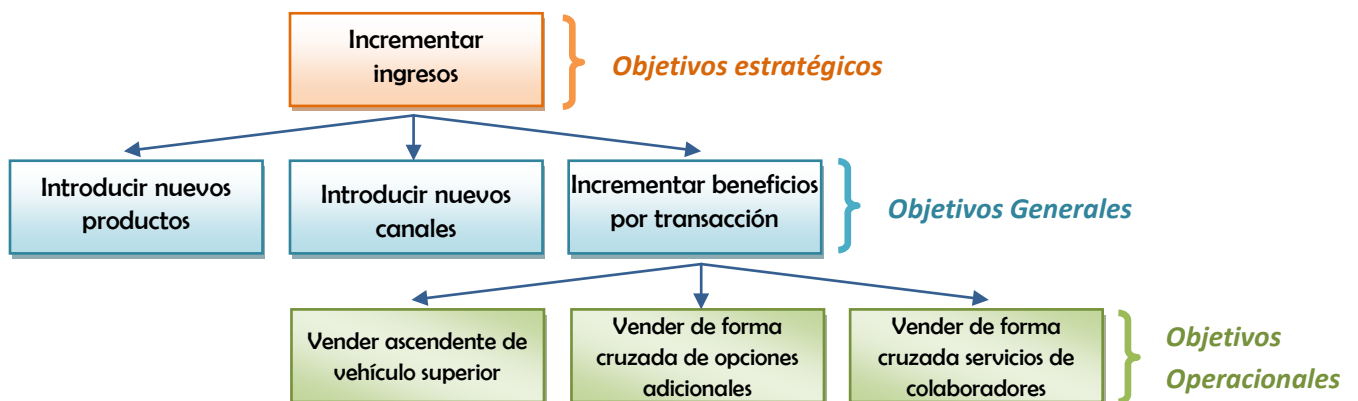 Incrementar
ingresos
Objetivos estratégicos
Introducir nuevos
productos
Introducir nuevos
canales
Incrementar beneficios
por transacción
Objetivos Generales
Vender ascendente de
vehículo superior
Vender de forma
cruzada de opciones
adicionales
Vender de forma
cruzada servicios de
colaboradores
Objetivos
Operacionales